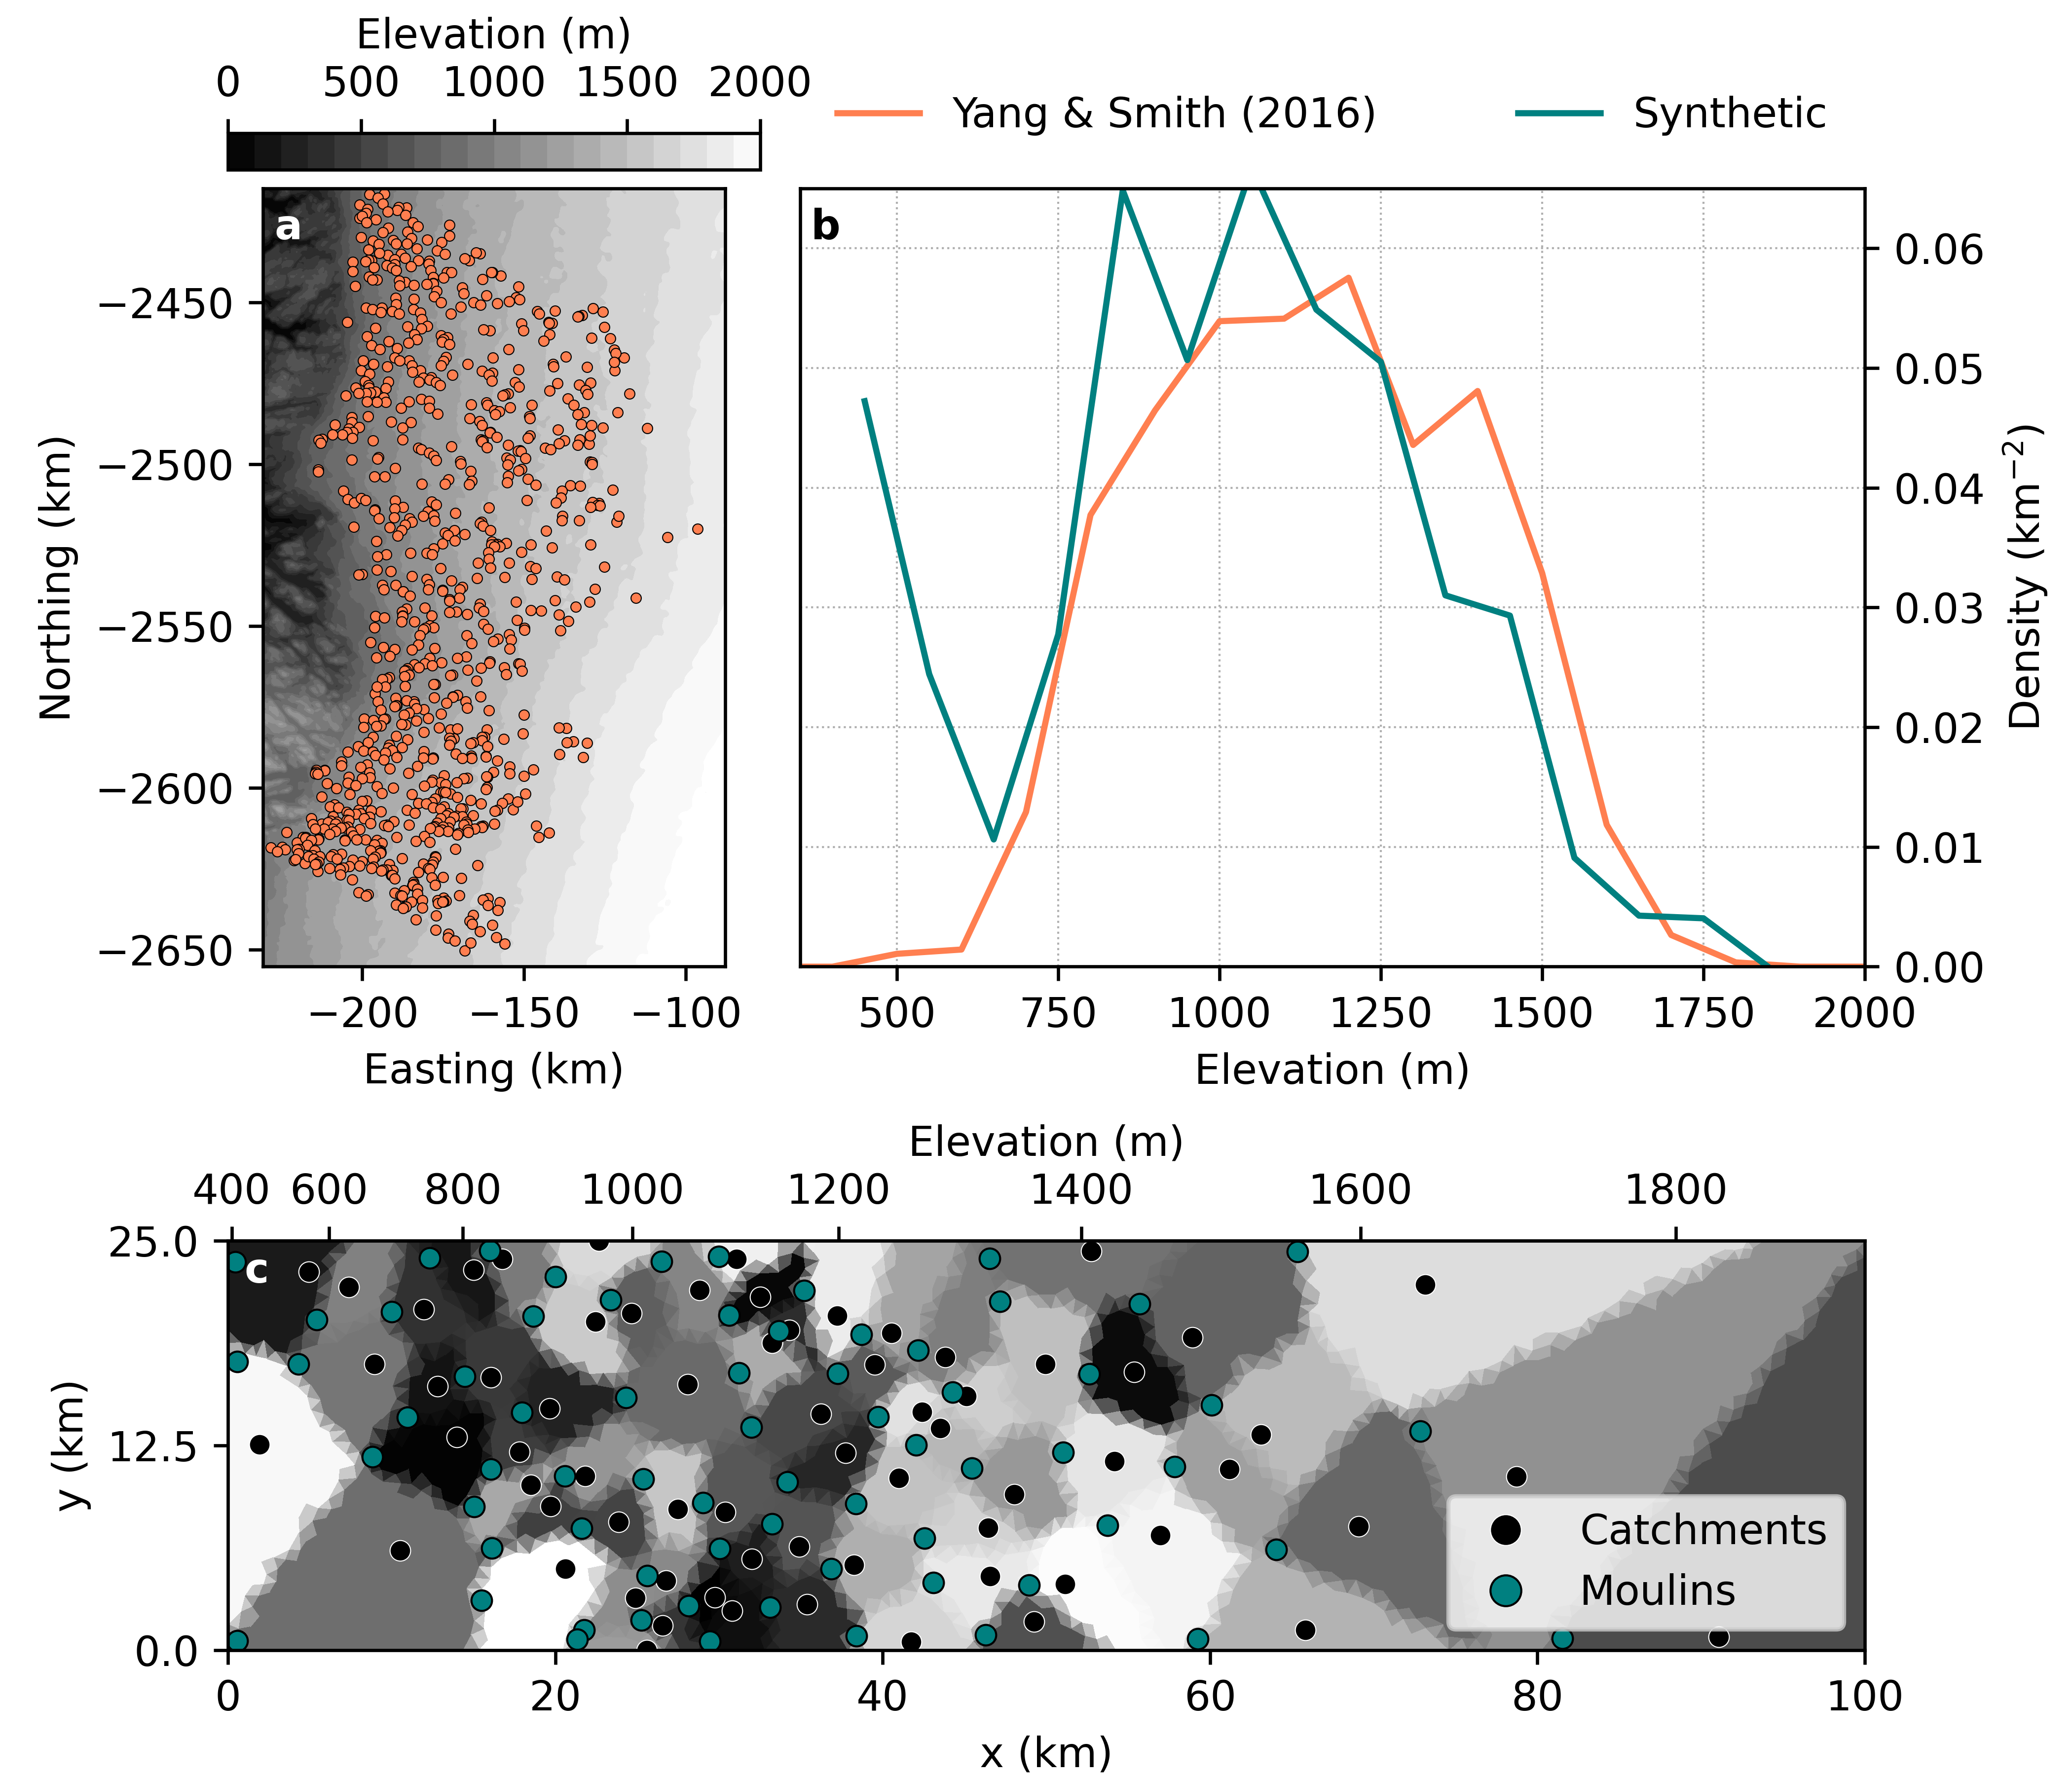 Elevation (m)
0 500 1000 1500 2000
Yang & Smith (2016) Synthetic
a
b
−2450
−2500
−2550
−2600
−2650
Northing (km)
−200 −150 −100
Easting (km)
0.06
0.05
0.04
0.03
0.02
0.01
0.00
Density (km⁻²)
500 750 1000 1250 1500 1750 2000
Elevation (m)
Elevation (m)
400 600 800 1000 1200 1400 1600 1800
c
25.0
12.5
0.0
y (km)
Catchments
Moulins
0 20 40 60 80 100
x (km)